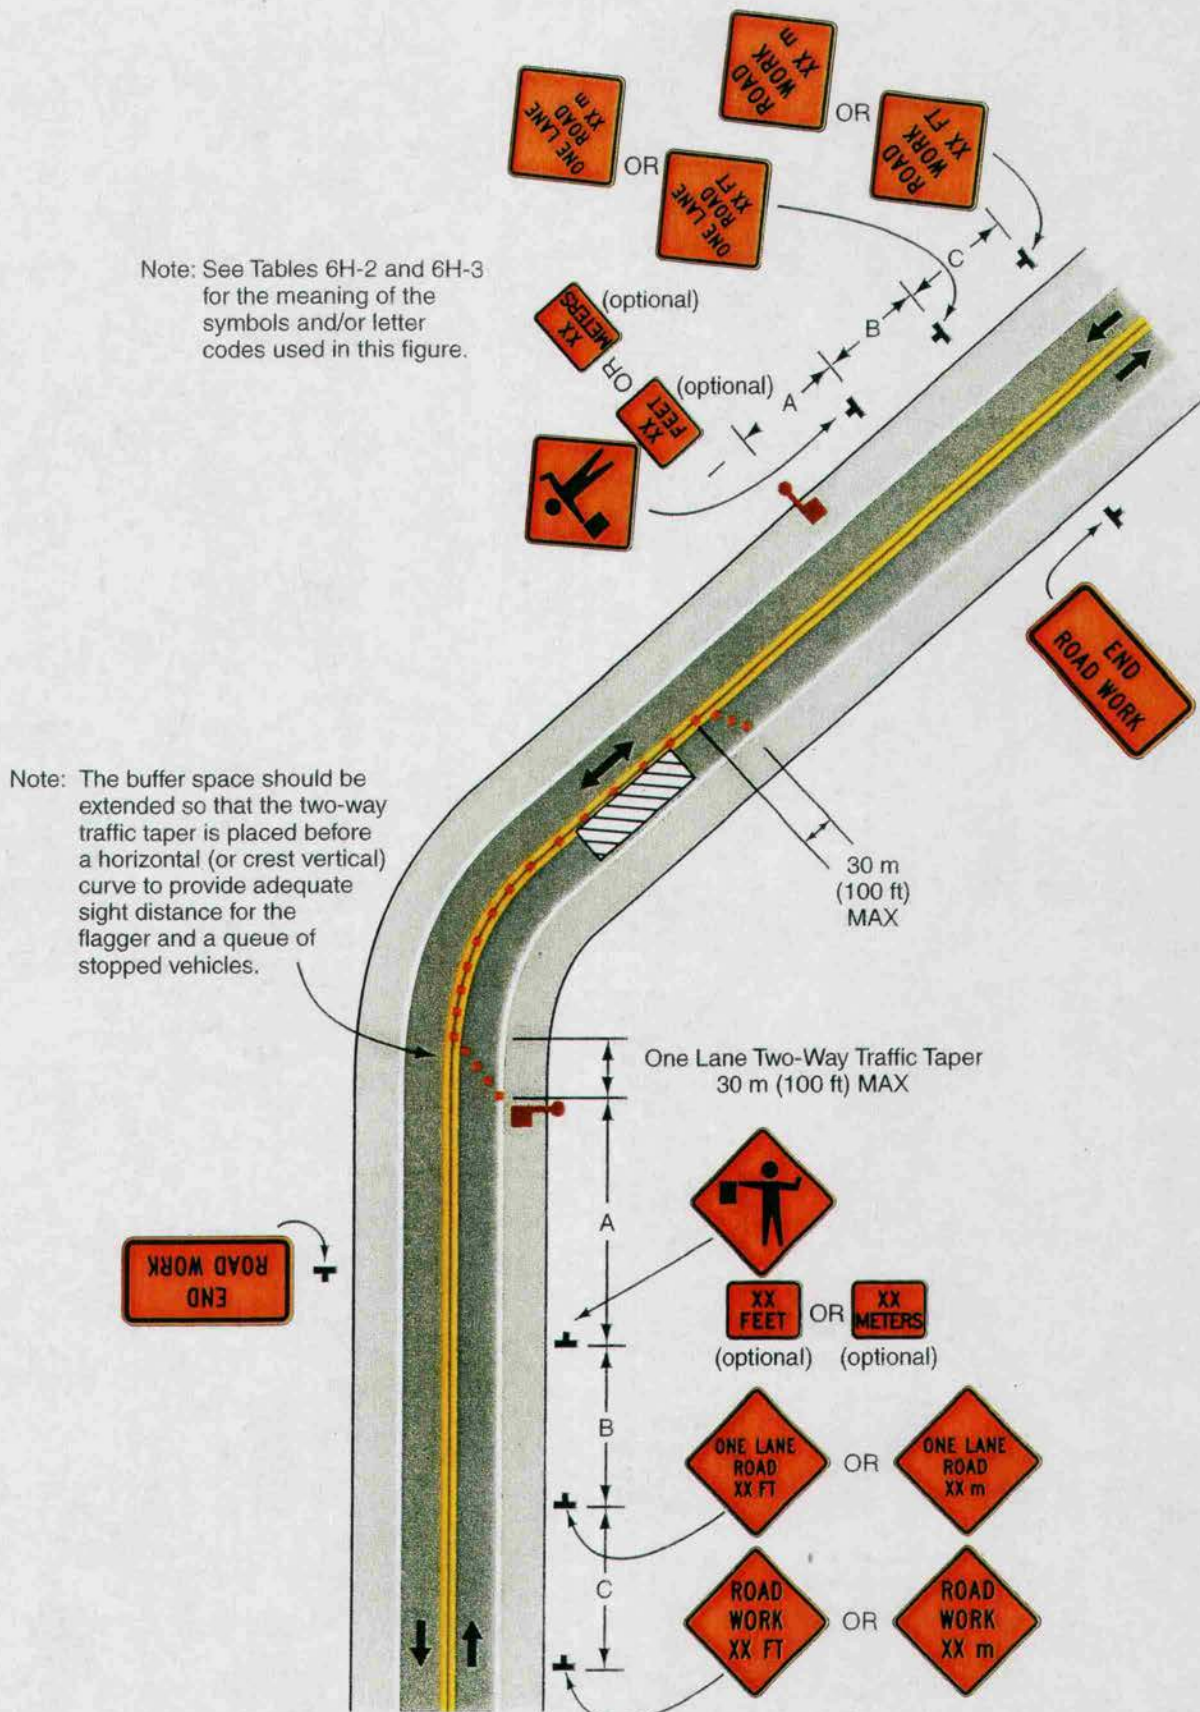 ROAD
WORK
XX m
OR
ROAD
WORK
XX FT
ONE LANE
ROAD
XX m
OR
ONE LANE
ROAD
XX FT
C
B
A
Note: See Tables 6H-2 and 6H-3
for the meaning of the
symbols and/or letter
codes used in this figure.
XX
METERS
(optional)
OR
XX
FEET
(optional)
END
ROAD WORK
Note: The buffer space should be
extended so that the two-way
traffic taper is placed before
a horizontal (or crest vertical)
curve to provide adequate
sight distance for the
flagger and a queue of
stopped vehicles.
30 m
(100 ft)
MAX
One Lane Two-Way Traffic Taper
30 m (100 ft) MAX
A
END
ROAD WORK
XX
FEET
OR
XX
METERS
(optional)
(optional)
B
ONE LANE
ROAD
XX FT
OR
ONE LANE
ROAD
XX m
C
ROAD
WORK
XX FT
OR
ROAD
WORK
XX m